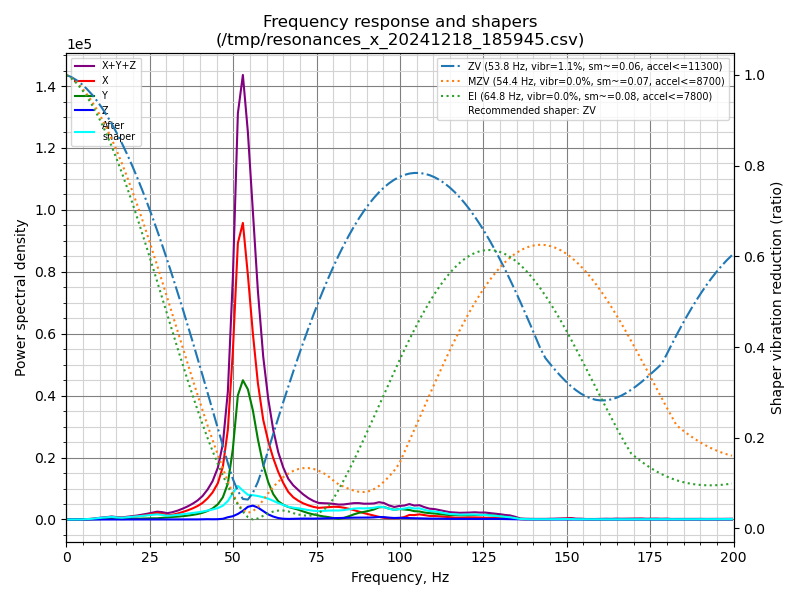 Frequency response and shapers
(/tmp/resonances_x_20241218_185945.csv)
1e5
X+Y+Z
X
Y
Z
After
shaper
ZV (53.8 Hz, vibr=1.1%, sm~=0.06, accel<=11300)
MZV (54.4 Hz, vibr=0.0%, sm~=0.07, accel<=8700)
EI (64.8 Hz, vibr=0.0%, sm~=0.08, accel<=7800)
Recommended shaper: ZV
Power spectral density
1.4
1.2
1.0
0.8
0.6
0.4
0.2
0.0
1.0
0.8
0.6
0.4
0.2
0.0
Shaper vibration reduction (ratio)
0 25 50 75 100 125 150 175 200
Frequency, Hz